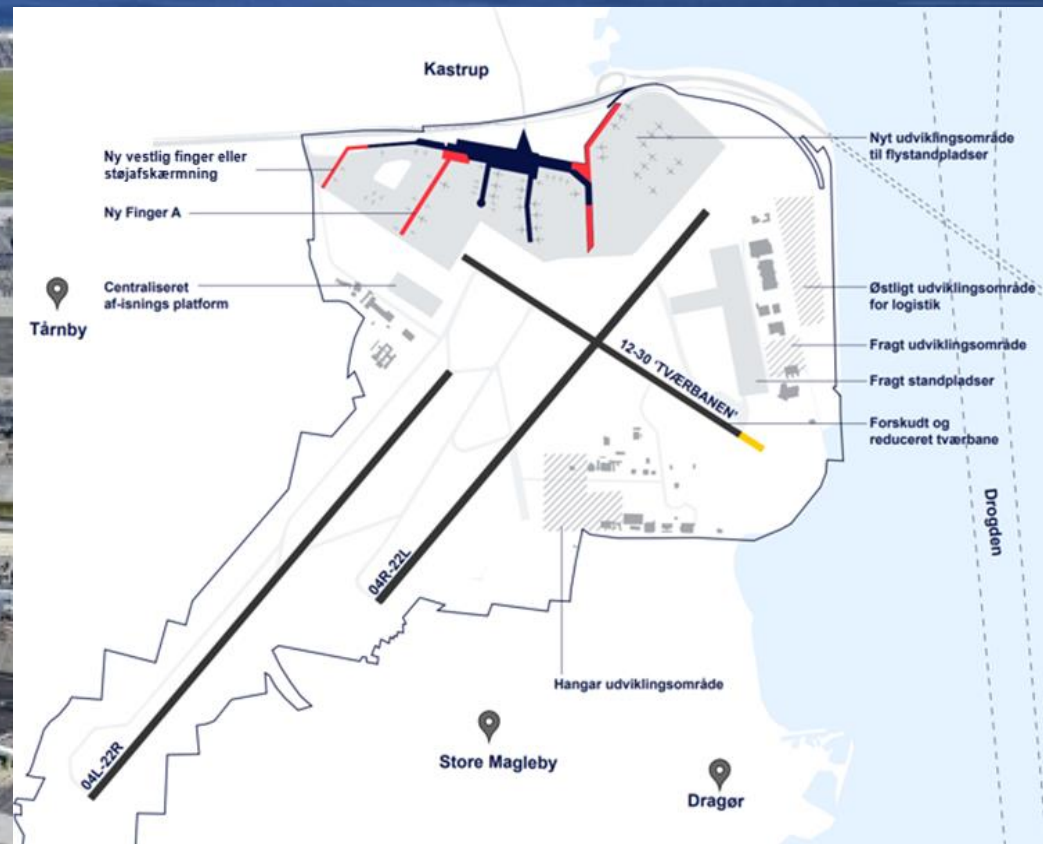 Kastrup
Ny vestlig finger eller
støjafskærmning
Ny Finger A
Centraliseret
af-isnings platform
Tårnby
Nyt udviklingsområde
til flystandpladser
Østligt udviklingsområde
for logistik
Fragt udviklingsområde
Fragt standpladser
Forskudt og
reduceret tværbane
12-30 'TVÆRBANEN'
04R-22L
04L-22R
Drogden
Hangar udviklingsområde
Store Magleby
Dragør